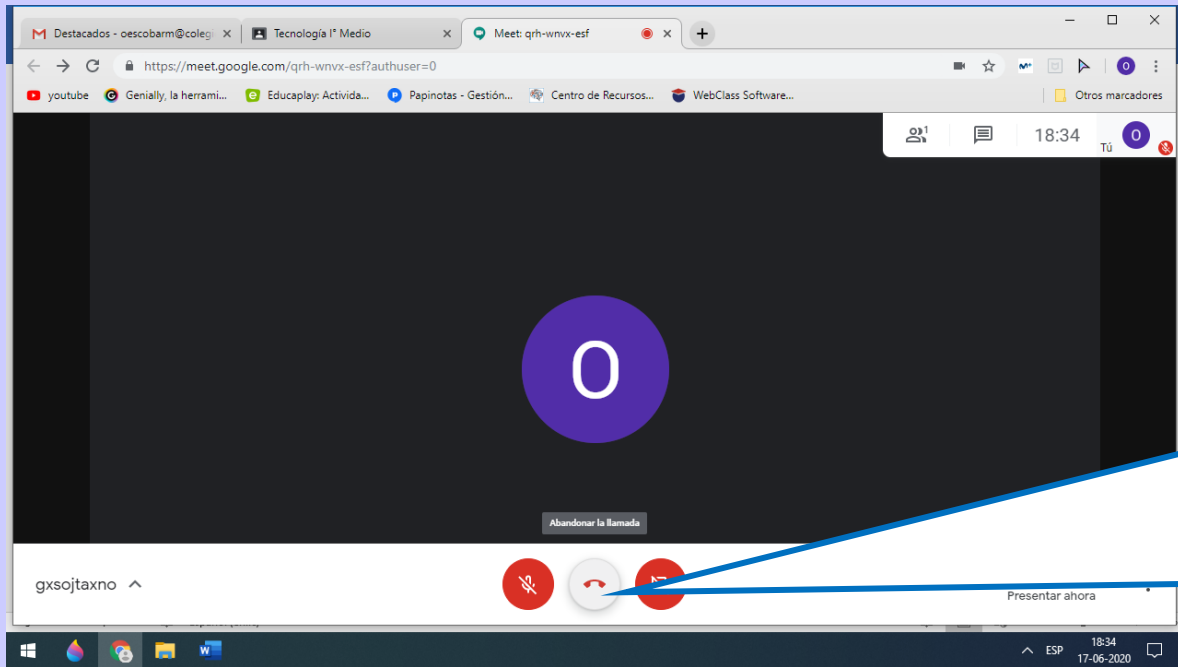 Destacados - oescobarm@coleg
Tecnología I° Medio
Meet: qrh-wnvx-esf
https://meet.google.com/qrh-wnvx-esf?authuser=0
O
youtube
Genially, la herrami...
Educaplay: Activida...
Papinotas - Gestión...
Centro de Recursos...
WebClass Software...
Otros marcadores
1
18:34
Tú
O
O
Abandonar la llamada
gxsojtaxno
Presentar ahora
ESP
18:34
17-06-2020